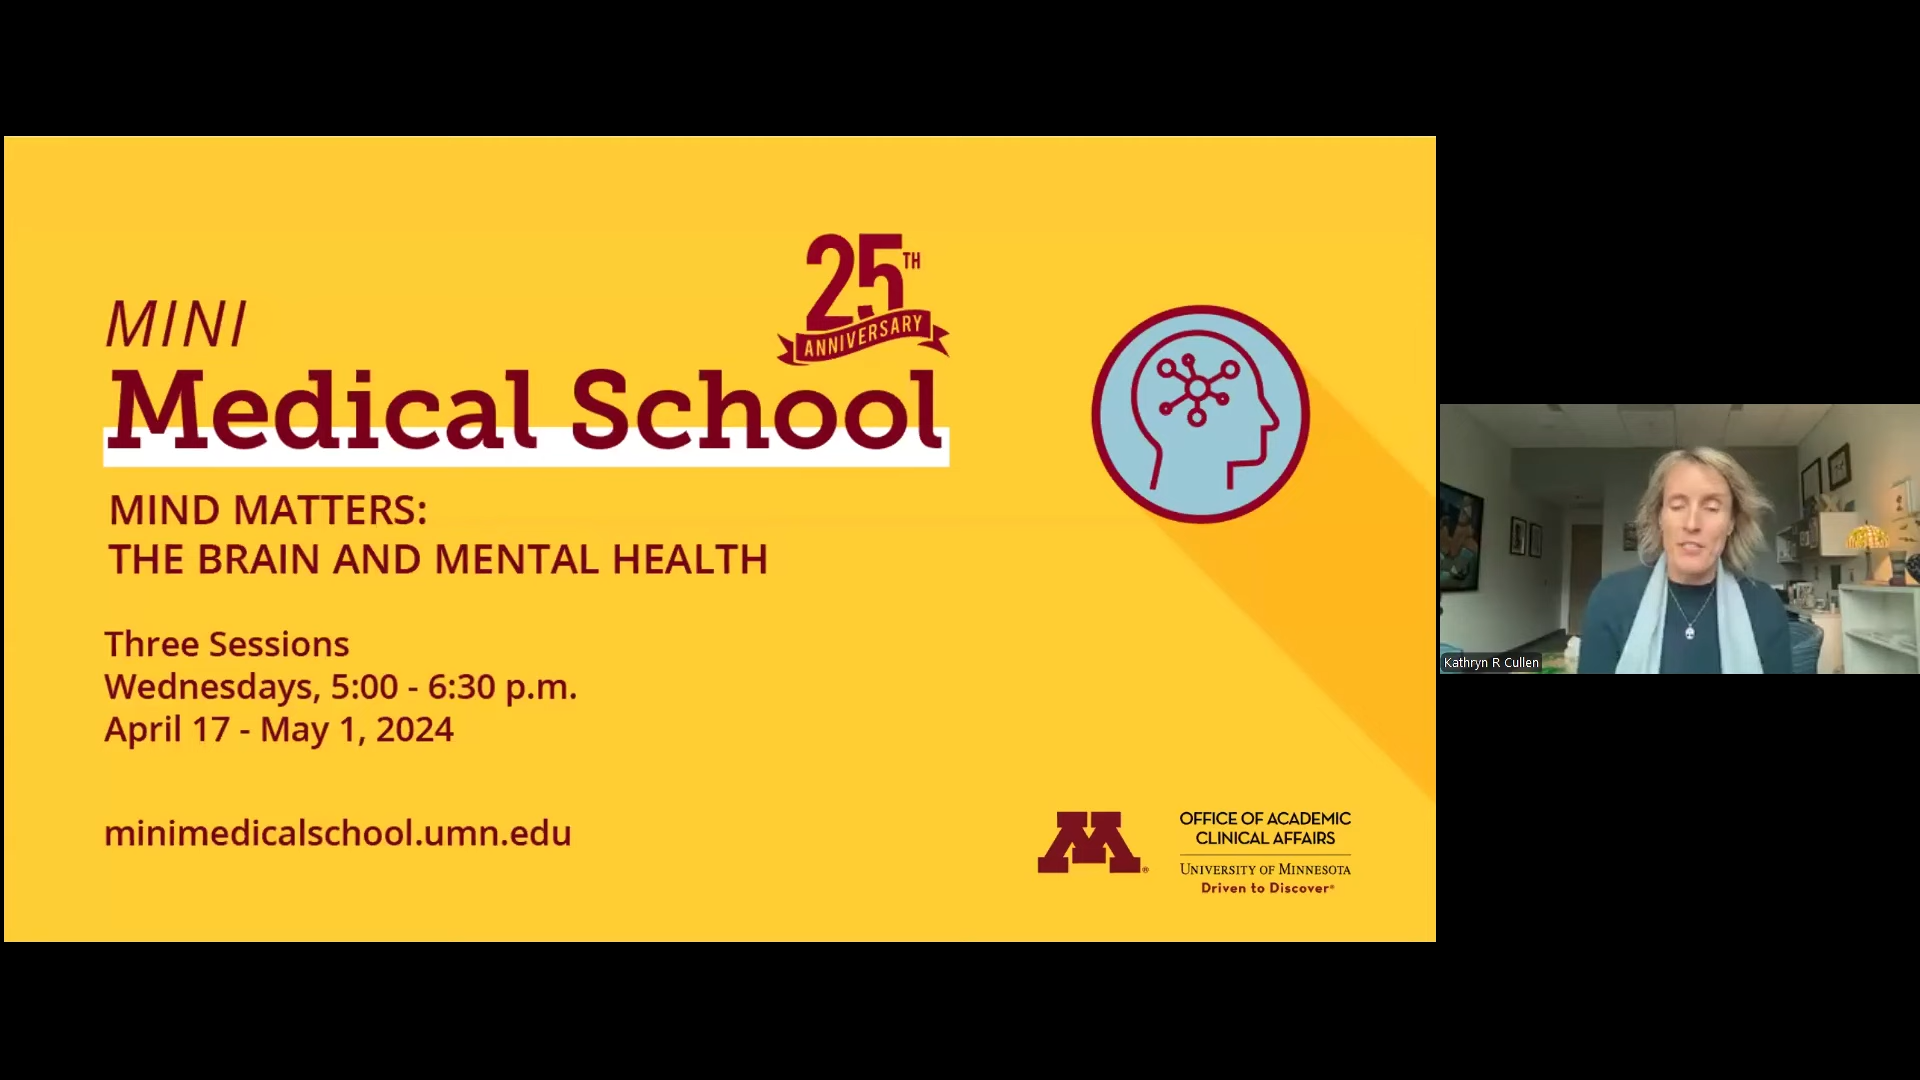 25TH
ANNIVERSARY
MINI
Medical School
MIND MATTERS:
THE BRAIN AND MENTAL HEALTH
Three Sessions
Wednesdays, 5:00 - 6:30 p.m.
April 17 - May 1, 2024
minimedicalschool.umn.edu
M®
OFFICE OF ACADEMIC
CLINICAL AFFAIRS
UNIVERSITY OF MINNESOTA
Driven to Discover®
Kathryn R Cullen